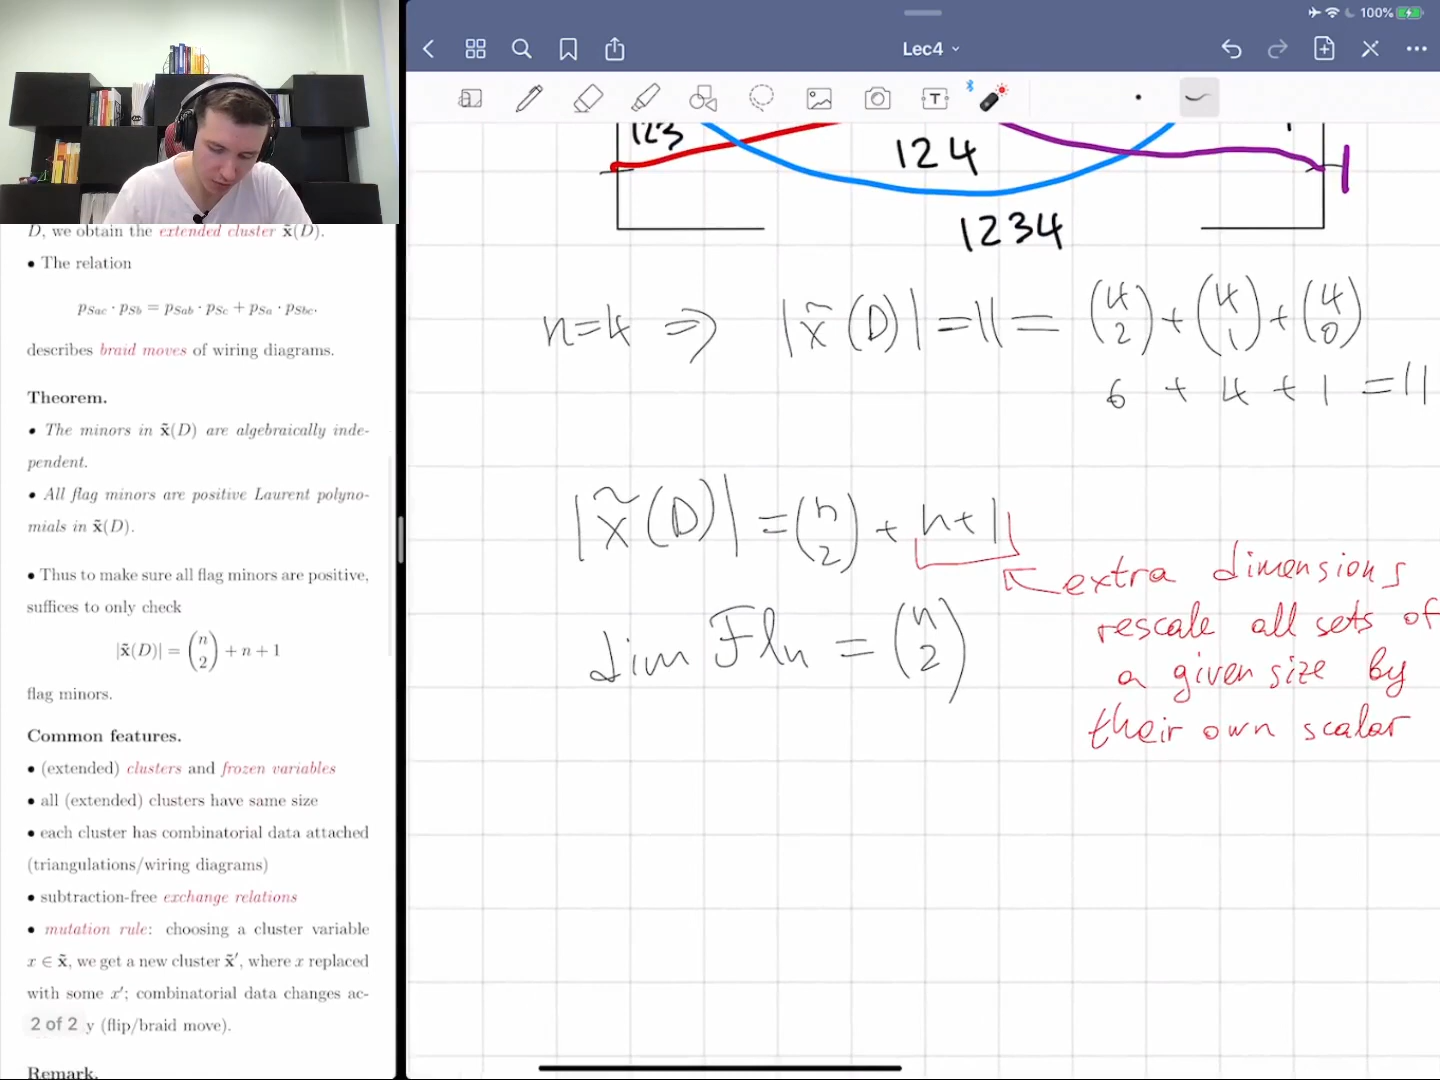 100%
Lec4
D, we obtain the extended cluster x̃(D).
• The relation
p_{Sac} · p_{Sb} = p_{Sab} · p_{Sc} + p_{Sa} · p_{Sbc}.
describes braid moves of wiring diagrams.
Theorem.
• The minors in x̃(D) are algebraically inde-
pendent.
• All flag minors are positive Laurent polyno-
mials in x̃(D).
• Thus to make sure all flag minors are positive,
suffices to only check
|x̃(D)| = (n 2) + n + 1
flag minors.
Common features.
• (extended) clusters and frozen variables
• all (extended) clusters have same size
• each cluster has combinatorial data attached
(triangulations/wiring diagrams)
• subtraction-free exchange relations
• mutation rule: choosing a cluster variable
x ∈ x̃, we get a new cluster x̃′, where x replaced
with some x′; combinatorial data changes ac-
2 of 2 y (flip/braid move).
Remark.
123
124
1
1234
n=4 ⇒ |x̃(D)| = 11 = (4 2) + (4 1) + (4 0)
6 + 4 + 1 = 11
|x̃(D)| = (n 2) + n+1
dim Fln = (n 2)
extra dimensions
rescale all sets of
a given size by
their own scalar